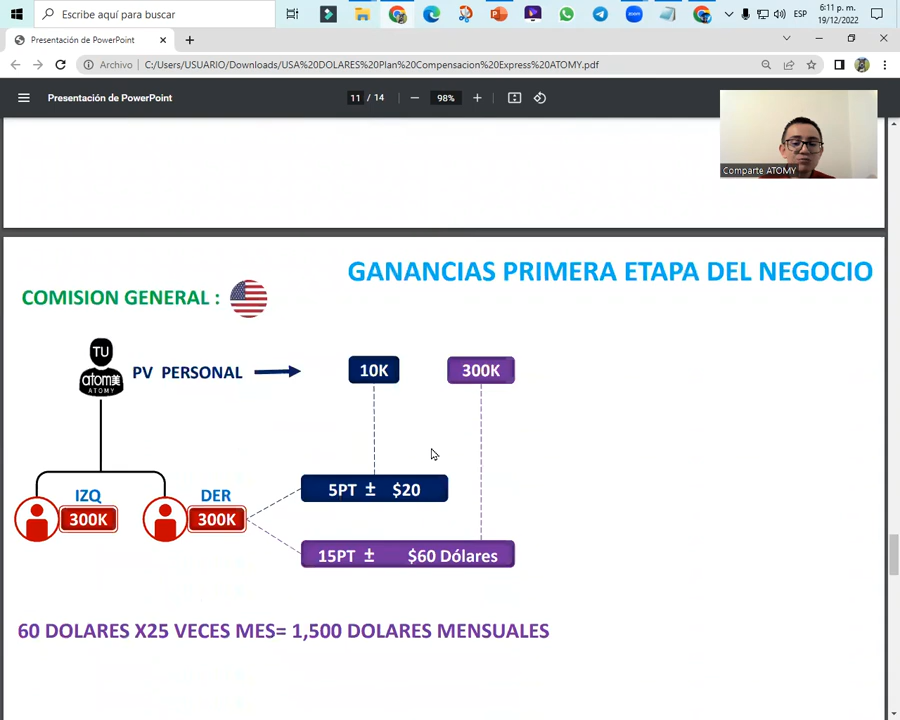 Escribe aquí para buscar
ESP
6:11 p. m.
19/12/2022
Presentación de PowerPoint
Archivo
C:/Users/USUARIO/Downloads/USA%20DOLARES%20Plan%20Compensacion%20Express%20ATOMY.pdf
Presentación de PowerPoint
11 / 14
98%
Comparte ATOMY
GANANCIAS PRIMERA ETAPA DEL NEGOCIO
COMISION GENERAL :
TU
atom美
ATOMY
PV PERSONAL
10K
300K
IZQ
300K
DER
300K
5PT ± $20
15PT ± $60 Dólares
60 DOLARES X25 VECES MES= 1,500 DOLARES MENSUALES